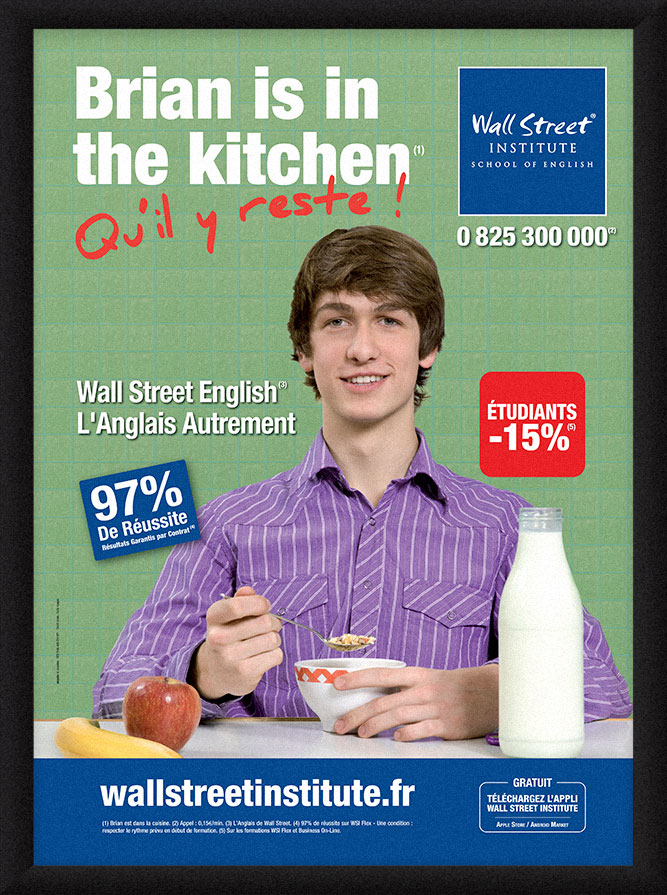 Brian is in
the kitchen(1)
Qu'il y reste !
Wall Street®
INSTITUTE
SCHOOL OF ENGLISH
0 825 300 000(2)
Wall Street English(3)
L'Anglais Autrement
ÉTUDIANTS
-15%(5)
97%
De Réussite
Résultats Garantis par Contrat(4)
wallstreetinstitute.fr
(1) Brian est dans la cuisine. (2) Appel : 0,15€/min. (3) L'Anglais de Wall Street. (4) 97% de réussite sur WSI Flex - Une condition :
respecter le rythme prévu en début de formation. (5) Sur les formations WSI Flex et Business On-Line.
GRATUIT
TÉLÉCHARGEZ L'APPLI
WALL STREET INSTITUTE
APPLE STORE / ANDROID MARKET